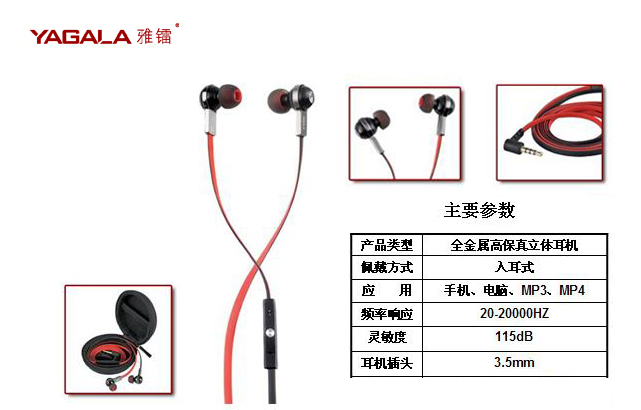 YAGALA 雅镭®
主要参数
产品类型 全金属高保真立体耳机
佩戴方式 入耳式
应 用 手机、电脑、MP3、MP4
频率响应 20-20000HZ
灵敏度 115dB
耳机插头 3.5mm